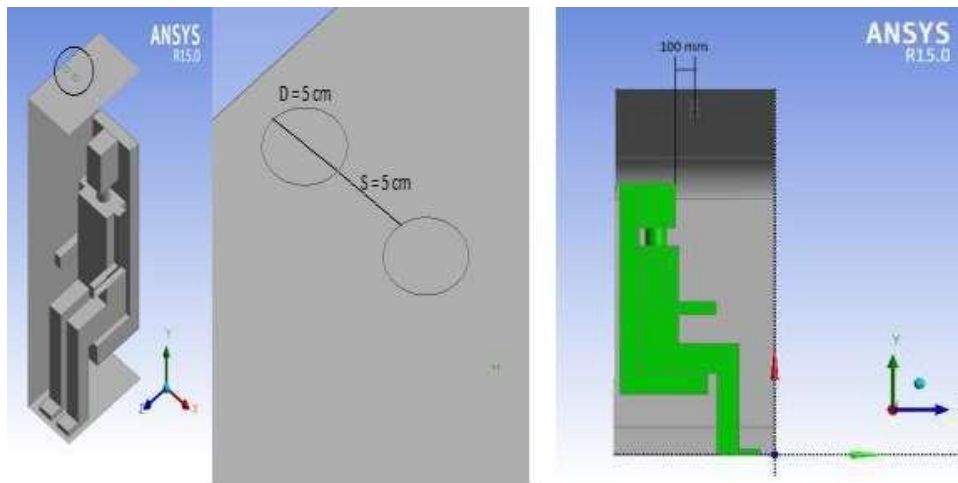 ANSYS
R15.0
Y
Z
X
D = 5 cm
S = 5 cm
100 mm
ANSYS
R15.0
Y